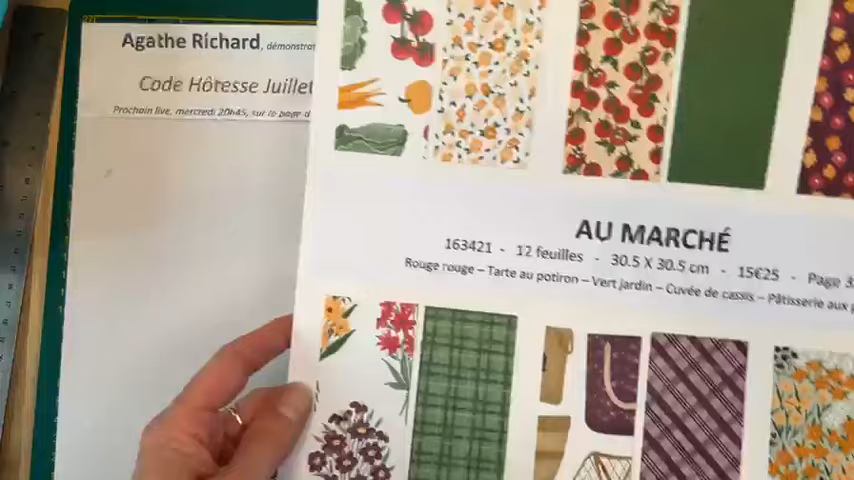 Agathe Richard, démonstrat
Code Hôtesse Juillet
Prochain live, mercredi 20h45, sur la page d
AU MARCHÉ
163421 - 12 feuilles - 30.5 X 30.5 cm - 15€25 - Page 3
Rouge rouge – Tarte au potiron – Vert jardin – Cuvée de cassis – Pâtisserie aux